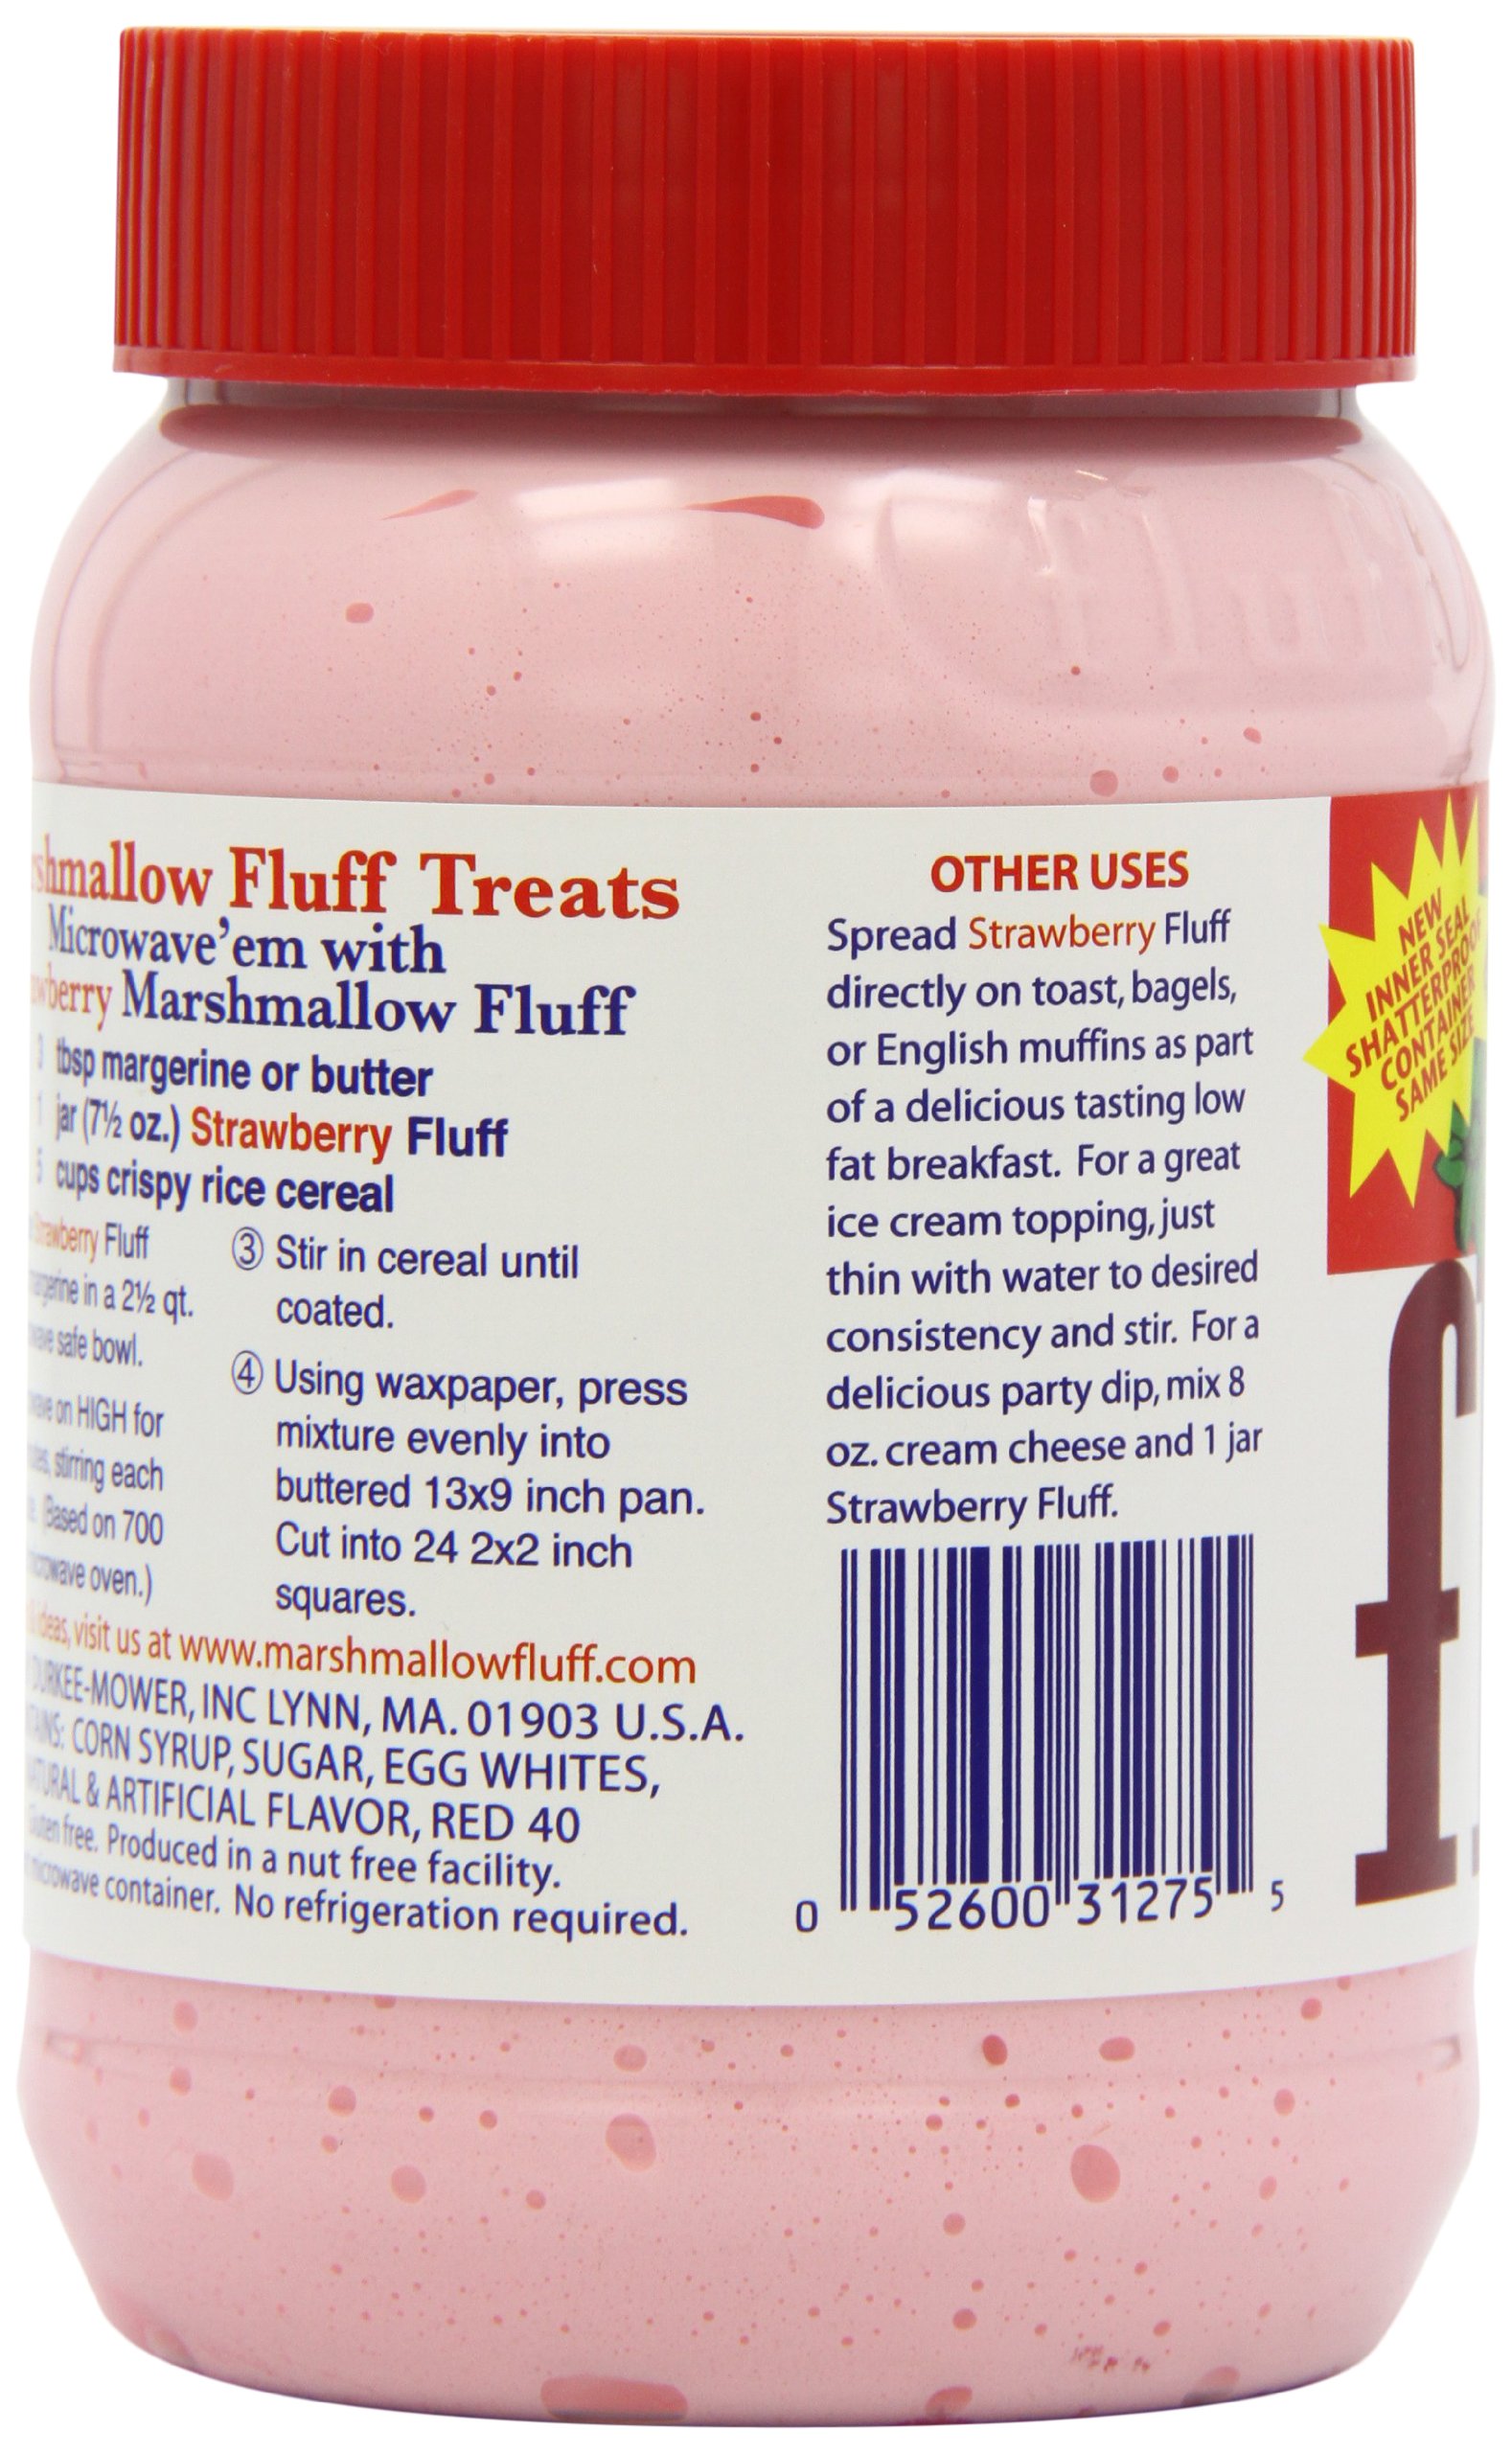 shmallow Fluff Treats
Microwave'em with
wberry Marshmallow Fluff
3 tbsp margerine or butter
1 jar (7½ oz.) Strawberry Fluff
5 cups crispy rice cereal
Strawberry Fluff
margerine in a 2½ qt.
wave safe bowl.
wave on HIGH for
stirring each
Based on 700
microwave oven.)
③ Stir in cereal until
coated.
④ Using waxpaper, press
mixture evenly into
buttered 13x9 inch pan.
Cut into 24 2x2 inch
squares.
ideas, visit us at www.marshmallowfluff.com
DURKEE-MOWER, INC LYNN, MA. 01903 U.S.A.
TAINS: CORN SYRUP, SUGAR, EGG WHITES,
NATURAL & ARTIFICIAL FLAVOR, RED 40
Gluten free. Produced in a nut free facility.
microwave container. No refrigeration required.
OTHER USES
Spread Strawberry Fluff
directly on toast, bagels,
or English muffins as part
of a delicious tasting low
fat breakfast. For a great
ice cream topping, just
thin with water to desired
consistency and stir. For a
delicious party dip, mix 8
oz. cream cheese and 1 jar
Strawberry Fluff.
0 52600 31275 5
NEW
INNER SEAL
SHATTERPROOF
CONTAINER
SAME SIZE
f
fluff